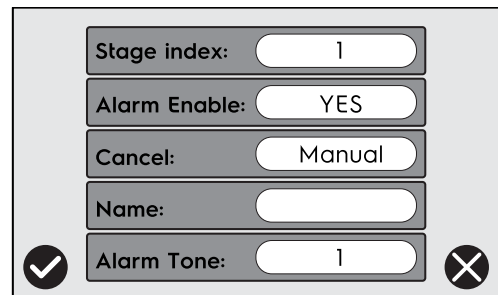 Stage index: 1
Alarm Enable: YES
Cancel: Manual
Name:
Alarm Tone: 1